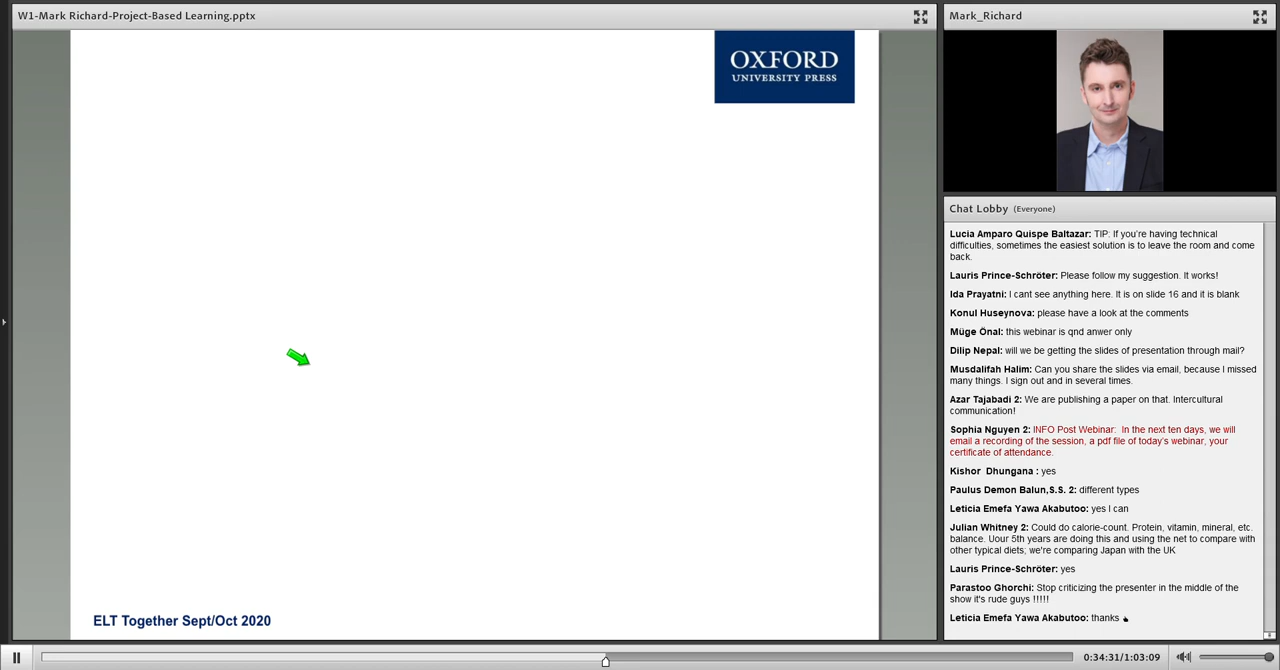 W1-Mark Richard-Project-Based Learning.pptx
OXFORD
UNIVERSITY PRESS
ELT Together Sept/Oct 2020
Mark_Richard
Chat Lobby (Everyone)
Lucia Amparo Quispe Baltazar: TIP: If you're having technical
difficulties, sometimes the easiest solution is to leave the room and come
back.
Lauris Prince-Schröter: Please follow my suggestion. It works!
Ida Prayatni: I cant see anything here. It is on slide 16 and it is blank
Konul Huseynova: please have a look at the comments
Müge Önal: this webinar is qnd anwer only
Dilip Nepal: will we be getting the slides of presentation through mail?
Musdalifah Halim: Can you share the slides via email, because I missed
many things. I sign out and in several times.
Azar Tajabadi 2: We are publishing a paper on that. Intercultural
communication!
Sophia Nguyen 2: INFO Post Webinar: In the next ten days, we will
email a recording of the session, a pdf file of today's webinar, your
certificate of attendance.
Kishor Dhungana : yes
Paulus Demon Balun,S.S. 2: different types
Leticia Emefa Yawa Akabutoo: yes I can
Julian Whitney 2: Could do calorie-count. Protein, vitamin, mineral, etc.
balance. Uour 5th years are doing this and using the net to compare with
other typical diets; we're comparing Japan with the UK
Lauris Prince-Schröter: yes
Parastoo Ghorchi: Stop criticizing the presenter in the middle of the
show it's rude guys !!!!!
Leticia Emefa Yawa Akabutoo: thanks
0:34:31/1:03:09